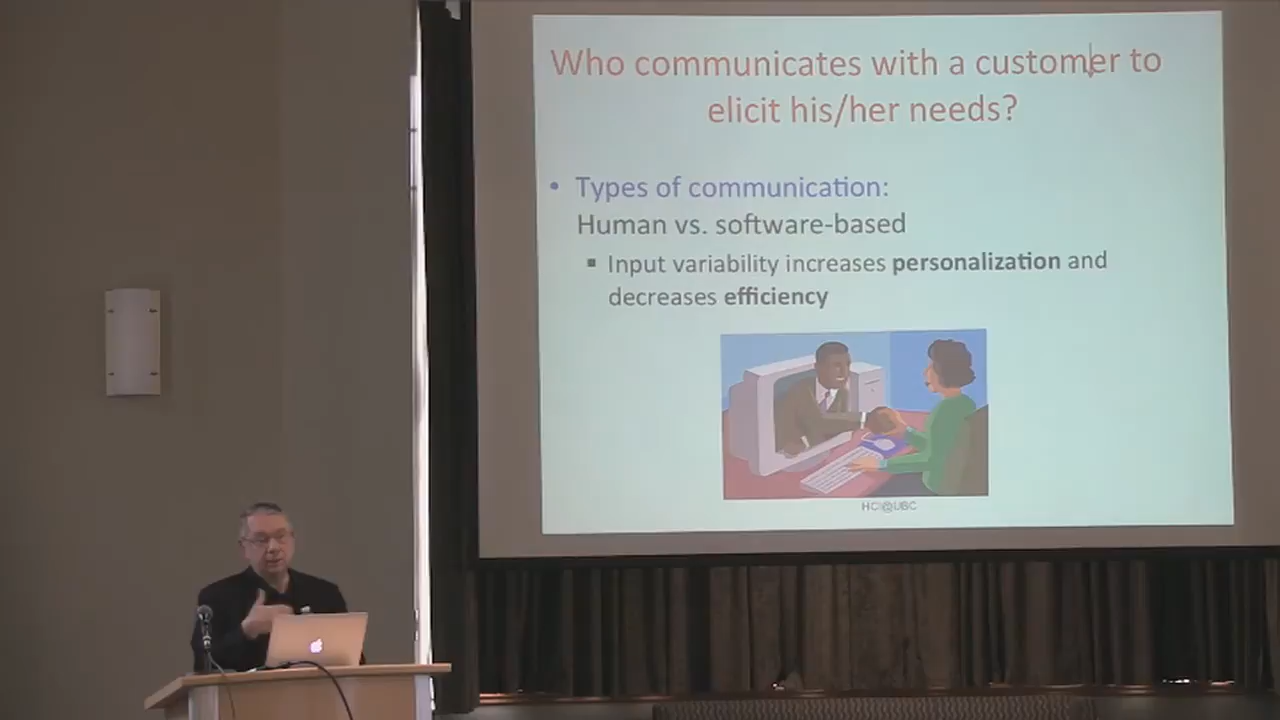 Who communicates with a customer to
elicit his/her needs?
• Types of communication:
Human vs. software-based
▪ Input variability increases personalization and
decreases efficiency
HCI@UBC